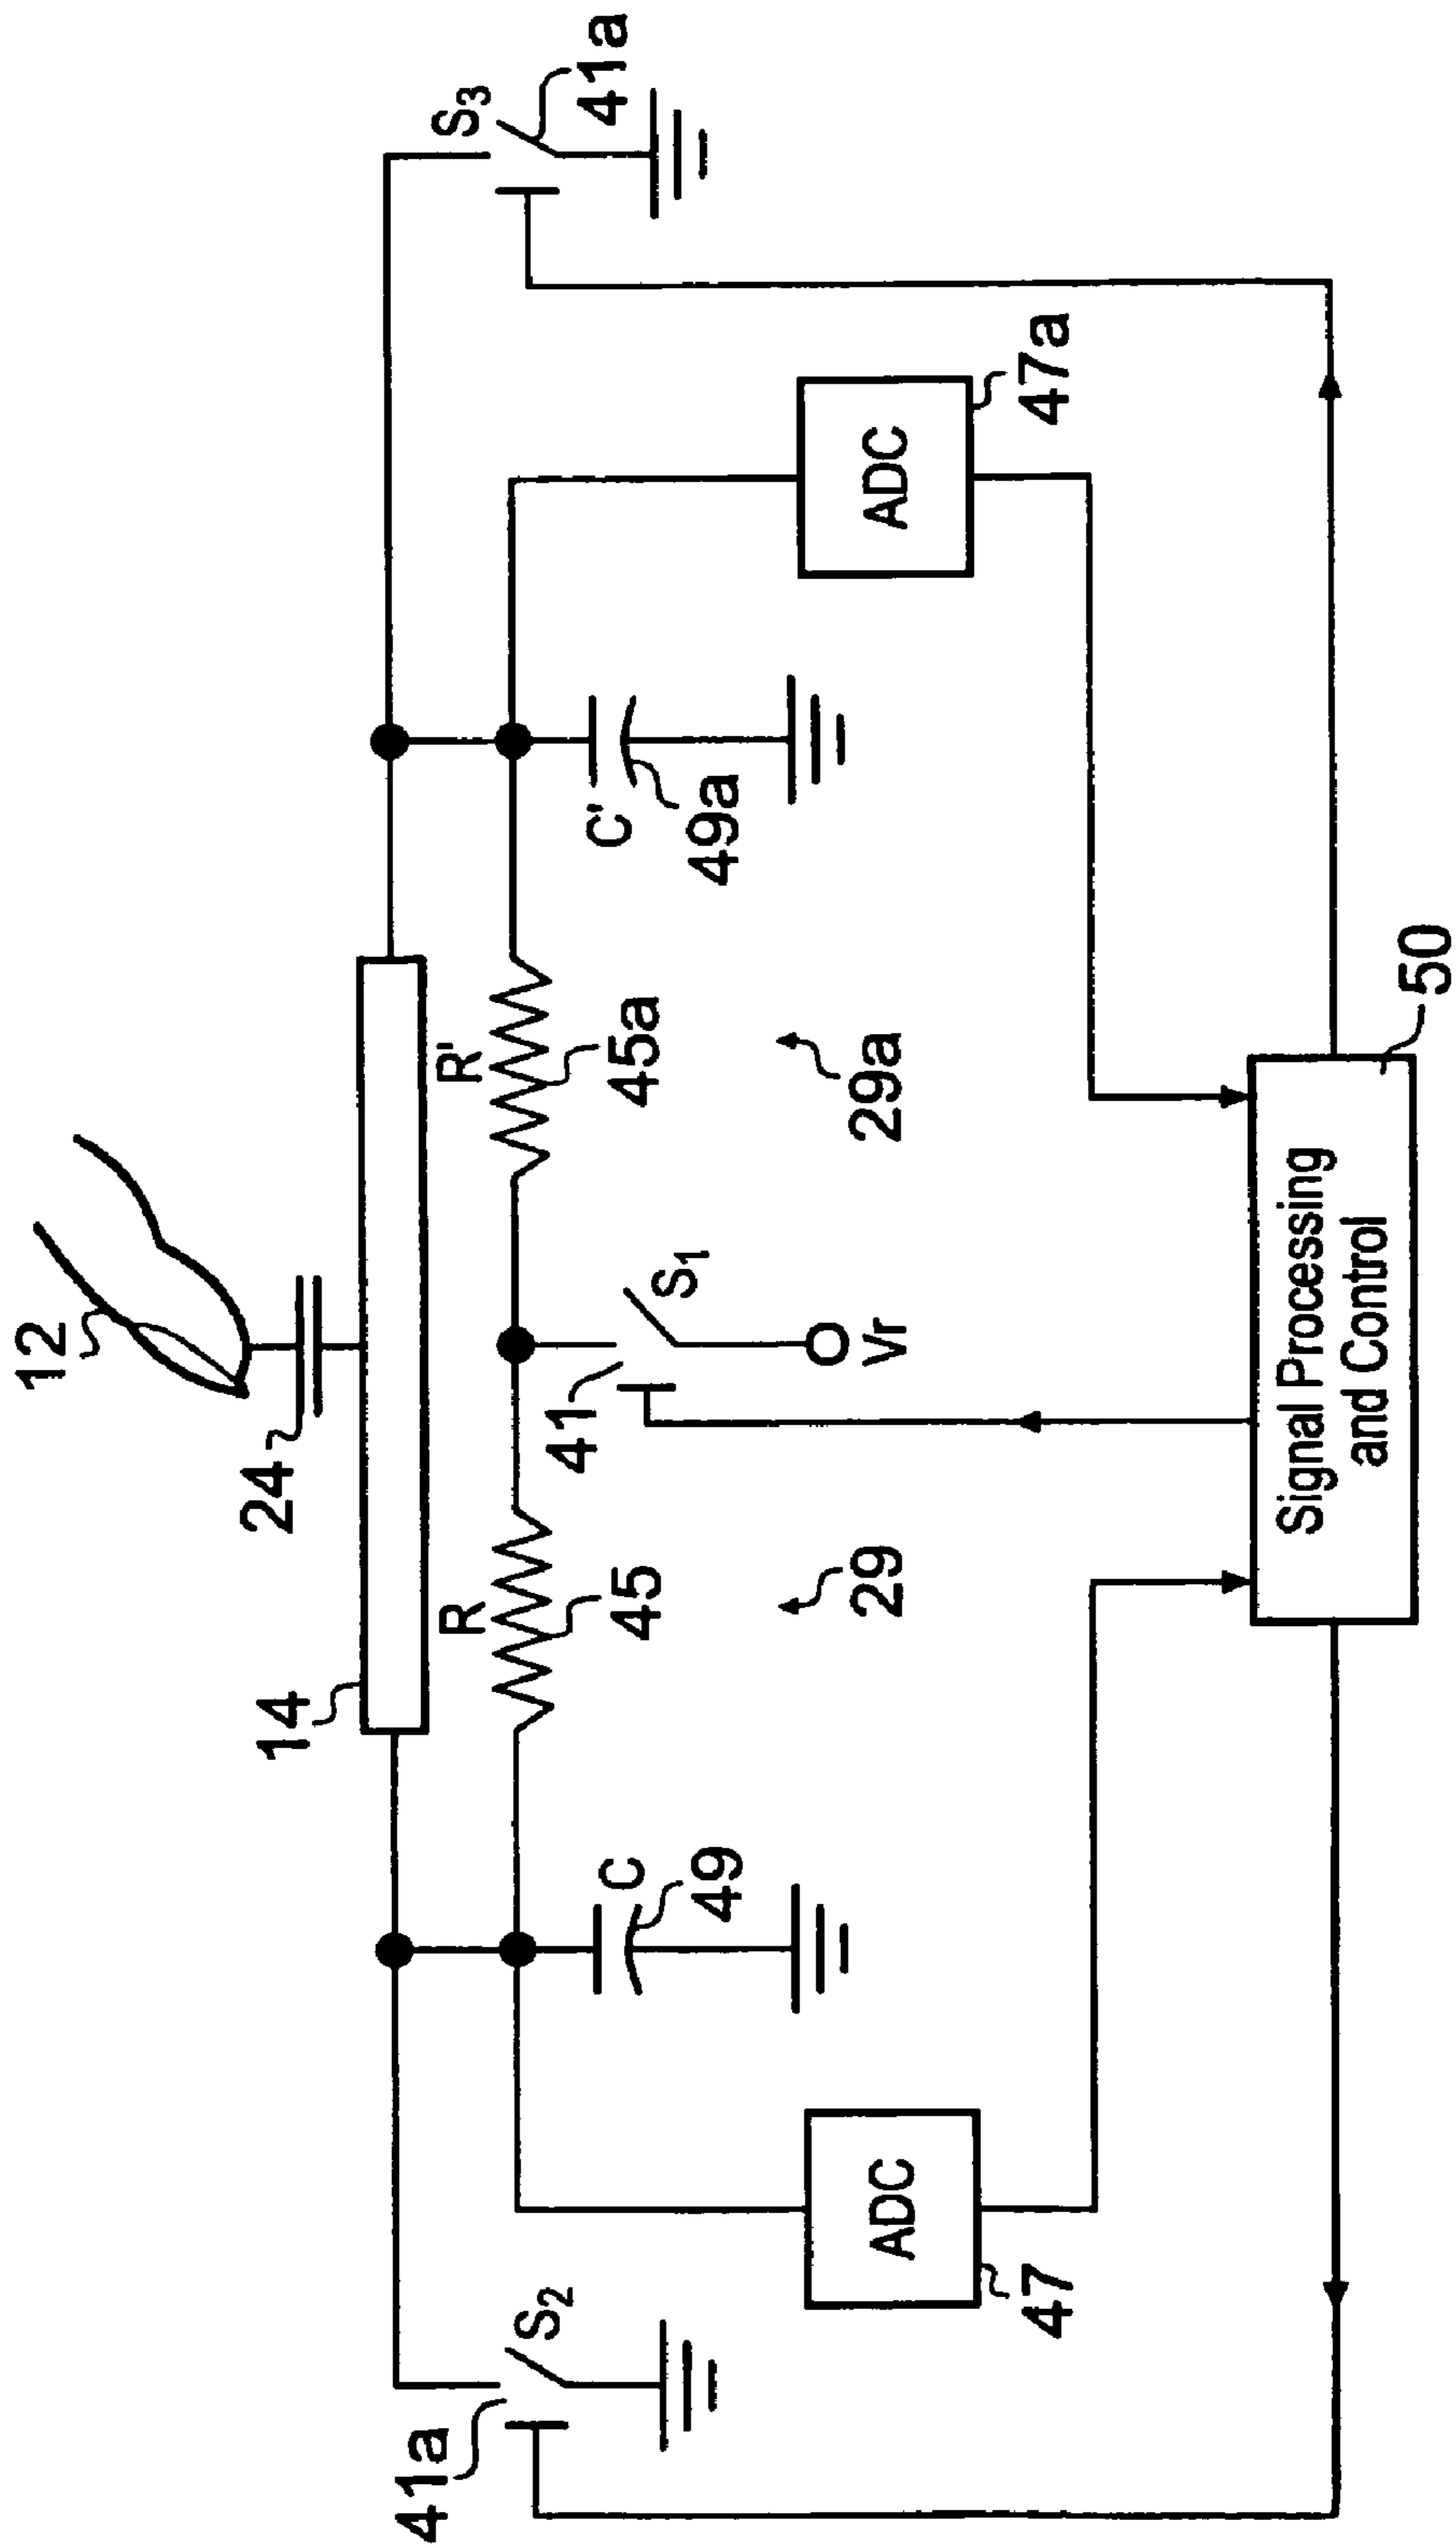 12
24
14
S3
41a
R
45
R'
45a
C
49
C'
49a
41
S1
Vr
29
29a
41a
S2
ADC
47
ADC
47a
Signal Processing
and Control
50